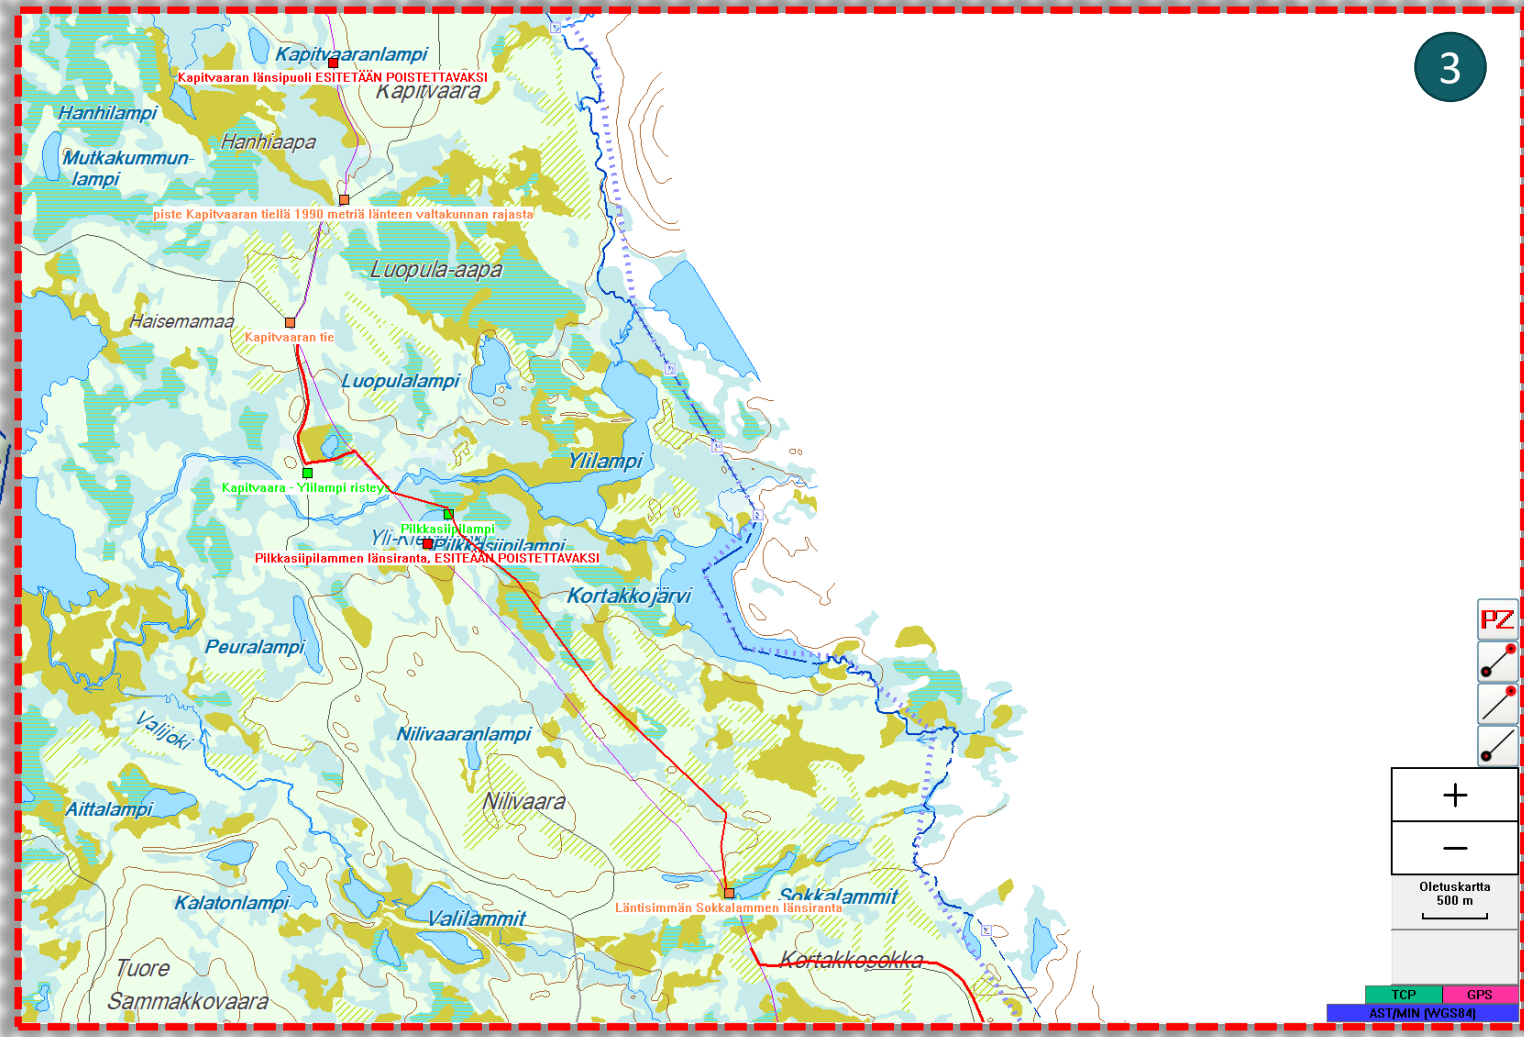 3
Kapitvaaranlampi
Kapitvaaran länsipuoli ESITETÄÄN POISTETTAVAKSI
Kapitvaara
Hanhilampi
Hanhiaapa
Mutkakummun-
lampi
piste Kapitvaaran tiellä 1990 metriä länteen valtakunnan rajasta
Luopula-aapa
Haisemamaa
Kapitvaaran tie
Luopulalampi
Ylilampi
Kapitvaara - Ylilampi risteys
Pilkkasiipilampi
Pilkkasiipilampi
Pilkkasiipilammen länsiranta, ESITEÄÄN POISTETTAVAKSI
Kortakkojärvi
PZ
Peuralampi
Valijoki
Nilivaaranlampi
Nilivaara
Aittalampi
+
−
Oletuskartta
500 m
Kalatonlampi
Sokkalammit
Läntisimmän Sokkalammen länsiranta
Valilammit
Kortakkosokka
Tuore
Sammakkovaara
TCP GPS
AST/MIN (WGS84)